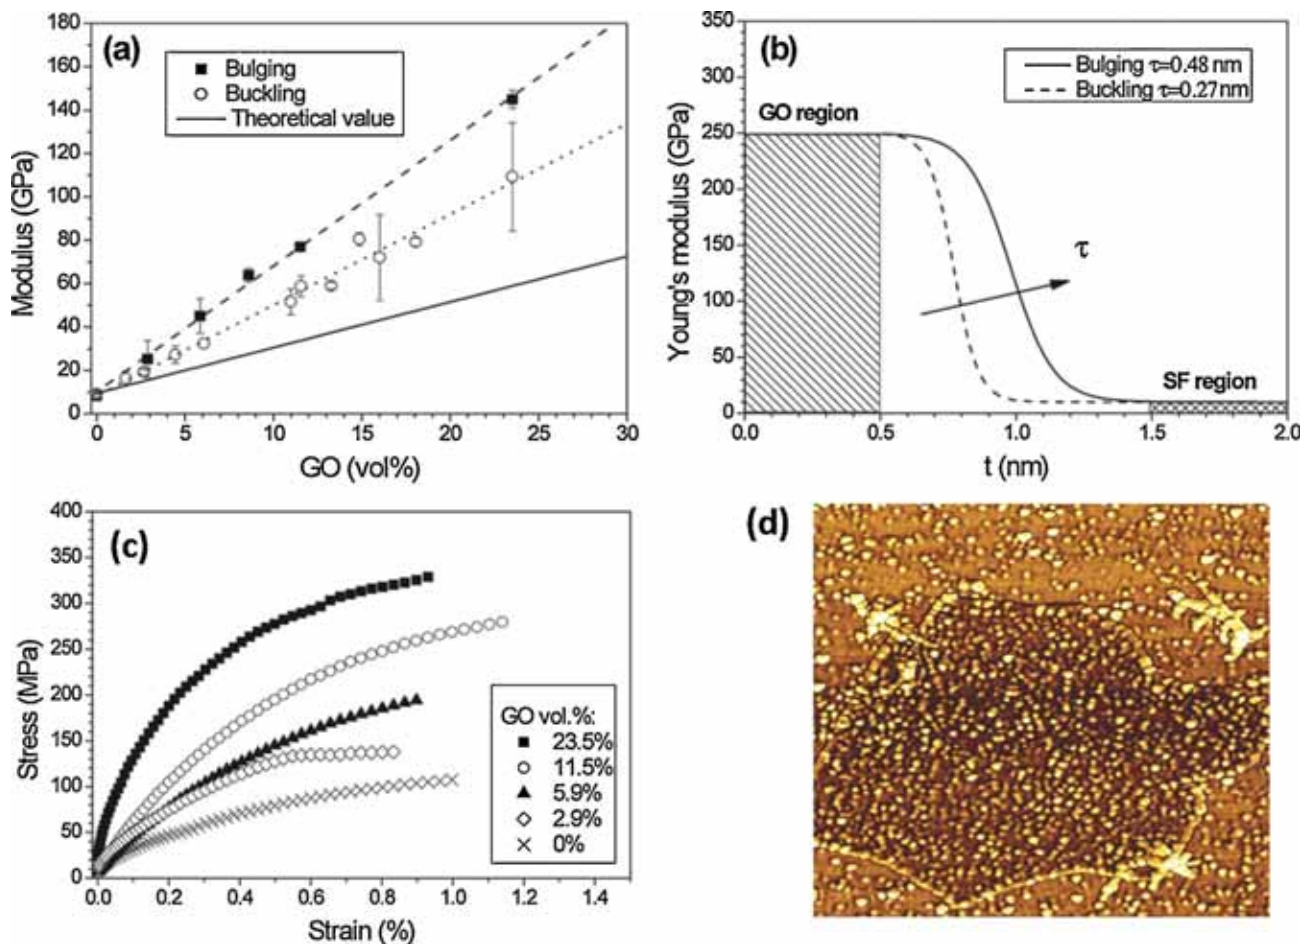 (a)
Bulging
Buckling
Theoretical value
Modulus (GPa)
180
160
140
120
100
80
60
40
20
0
0 5 10 15 20 25 30
GO (vol%)
(b)
Bulging τ=0.48 nm
Buckling τ=0.27nm
GO region
τ
SF region
Young's modulus (GPa)
350
300
250
200
150
100
50
0
0.0 0.5 1.0 1.5 2.0
t (nm)
(c)
Stress (MPa)
400
350
300
250
200
150
100
50
0
GO vol.%:
23.5%
11.5%
5.9%
2.9%
0%
0.0 0.2 0.4 0.6 0.8 1.0 1.2 1.4
Strain (%)
(d)